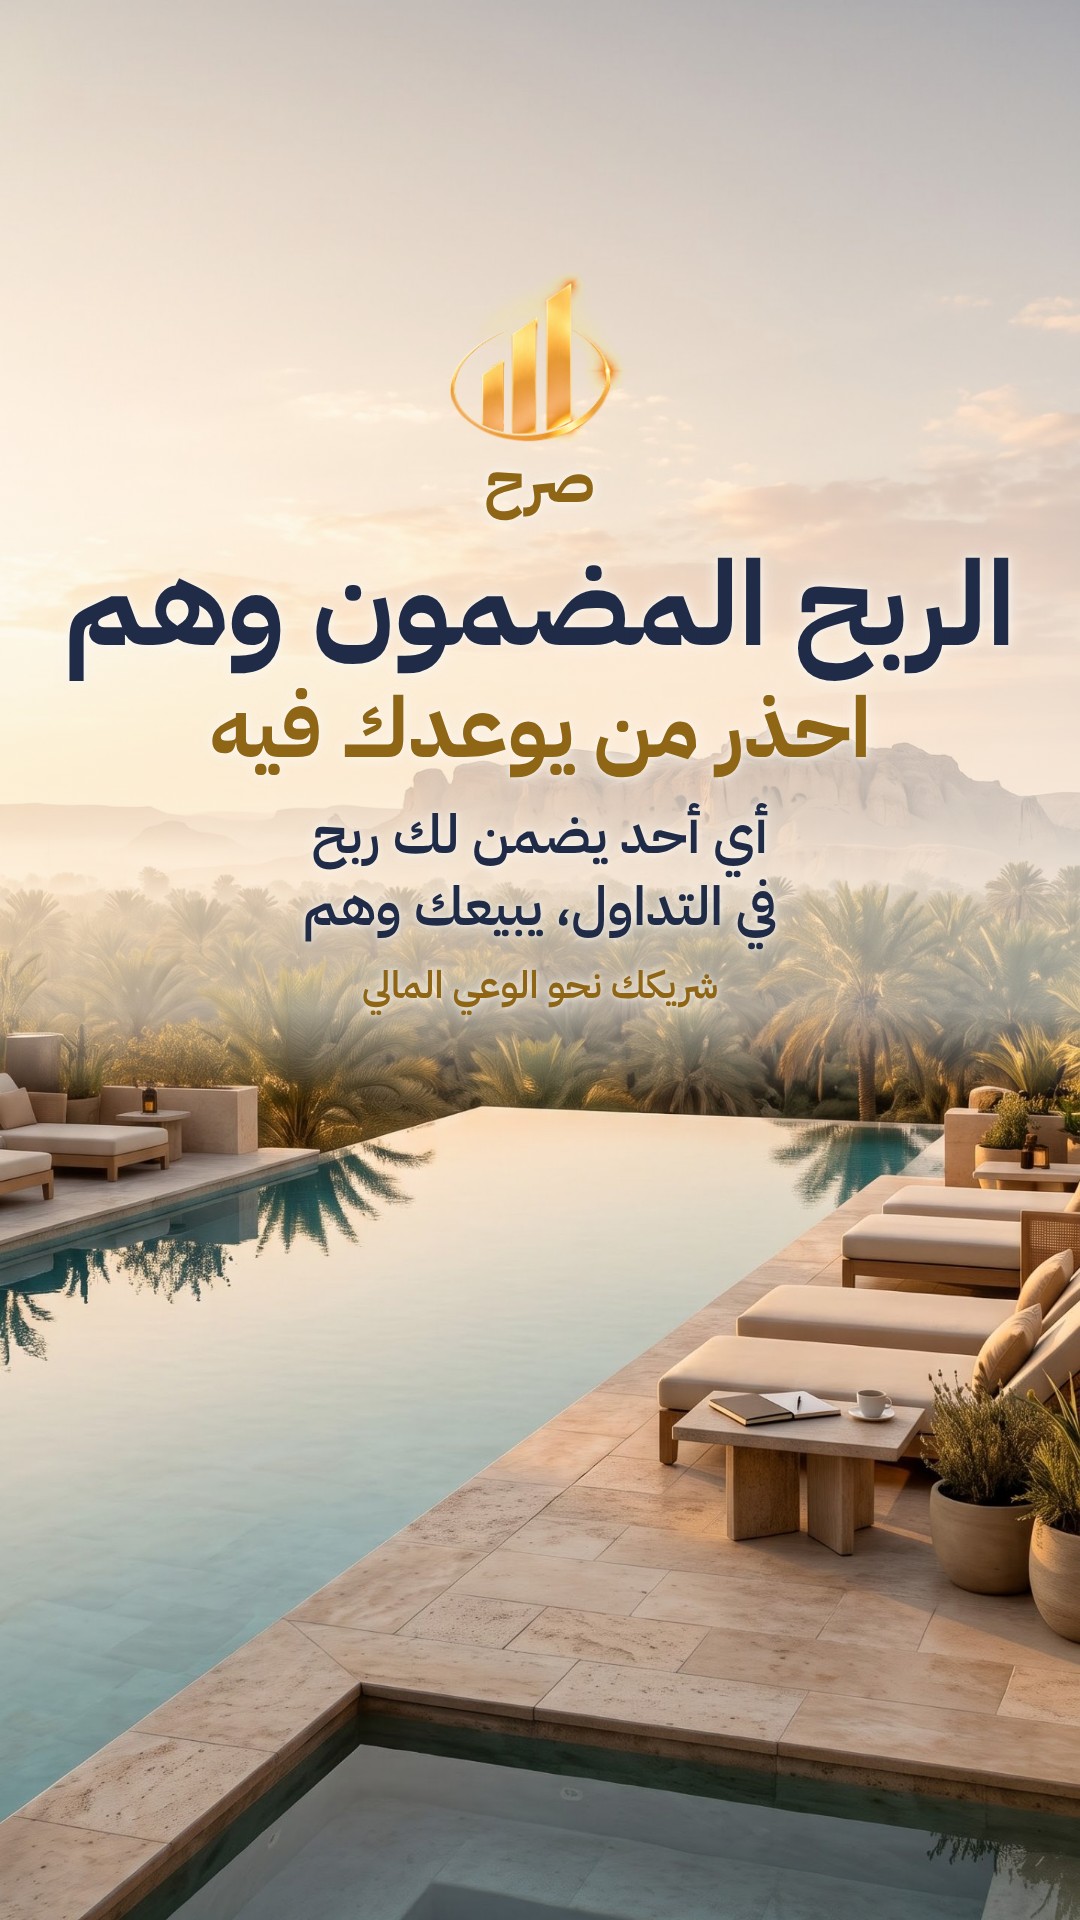 صرح
الربح المضمون وهم
احذر من يوعدك فيه
أي أحد يضمن لك ربح
في التداول، يبيعك وهم
شريكك نحو الوعي المالي